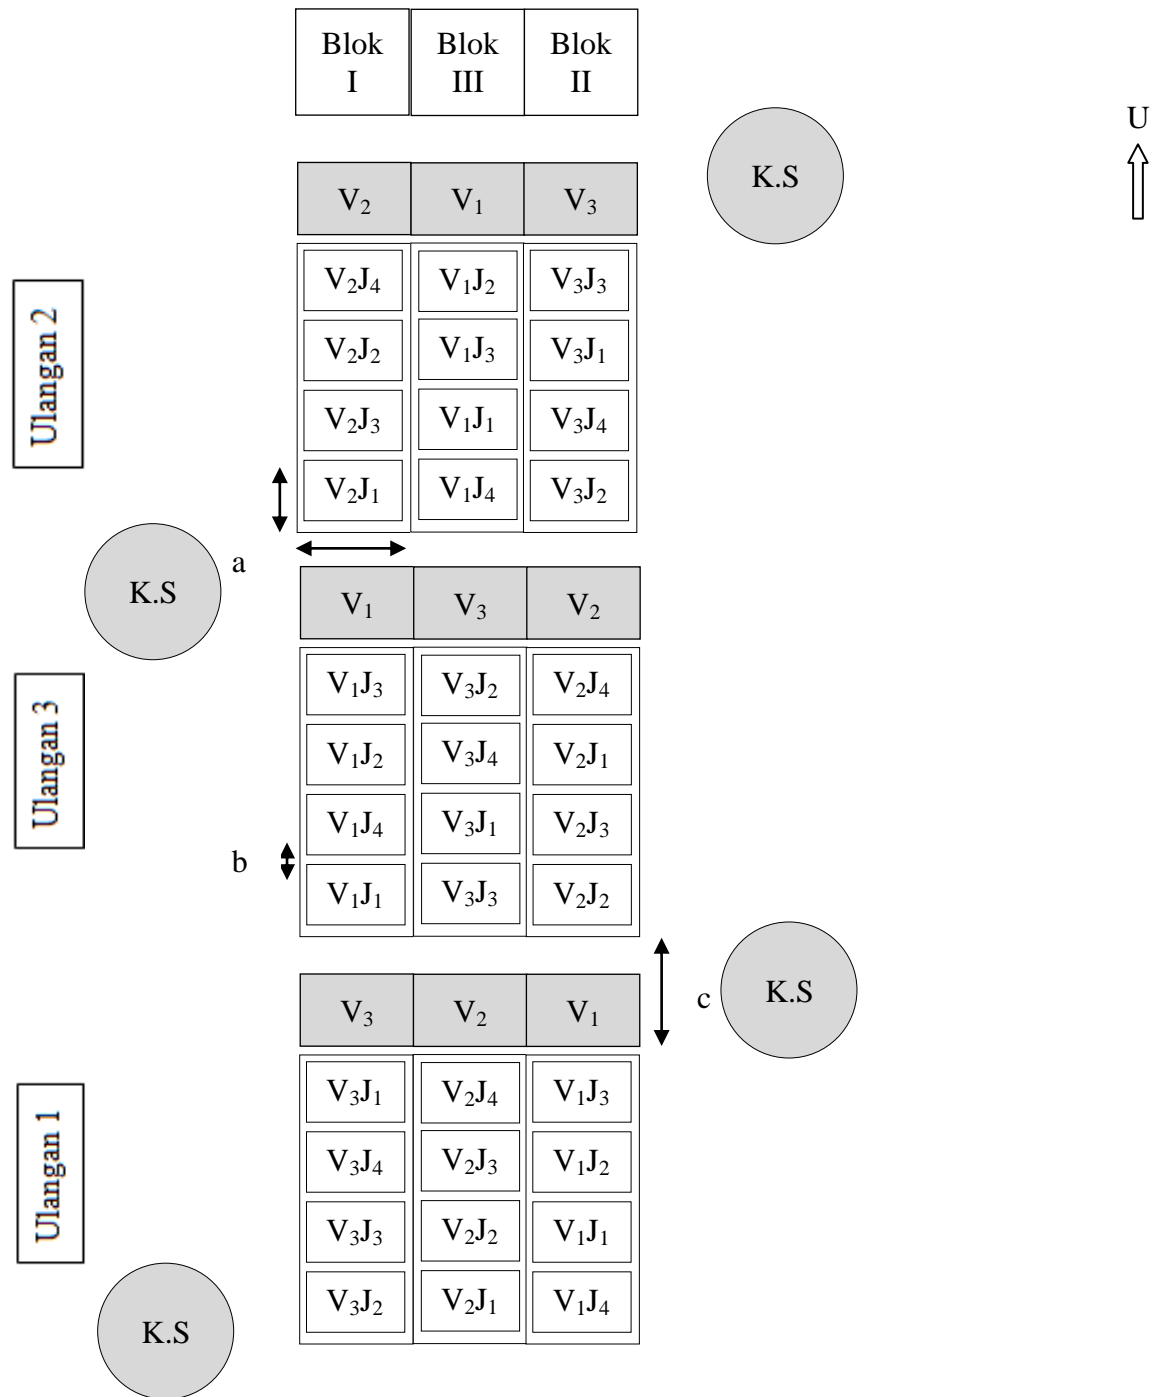 Blok
I
Blok
III
Blok
II
U
K.S
V₂ V₁ V₃
Ulangan 2
V₂J₄ V₁J₂ V₃J₃
V₂J₂ V₁J₃ V₃J₁
V₂J₃ V₁J₁ V₃J₄
V₂J₁ V₁J₄ V₃J₂
a
K.S
V₁ V₃ V₂
Ulangan 3
V₁J₃ V₃J₂ V₂J₄
V₁J₂ V₃J₄ V₂J₁
V₁J₄ V₃J₁ V₂J₃
b
V₁J₁ V₃J₃ V₂J₂
c
K.S
V₃ V₂ V₁
Ulangan 1
V₃J₁ V₂J₄ V₁J₃
V₃J₄ V₂J₃ V₁J₂
V₃J₃ V₂J₂ V₁J₁
V₃J₂ V₂J₁ V₁J₄
K.S